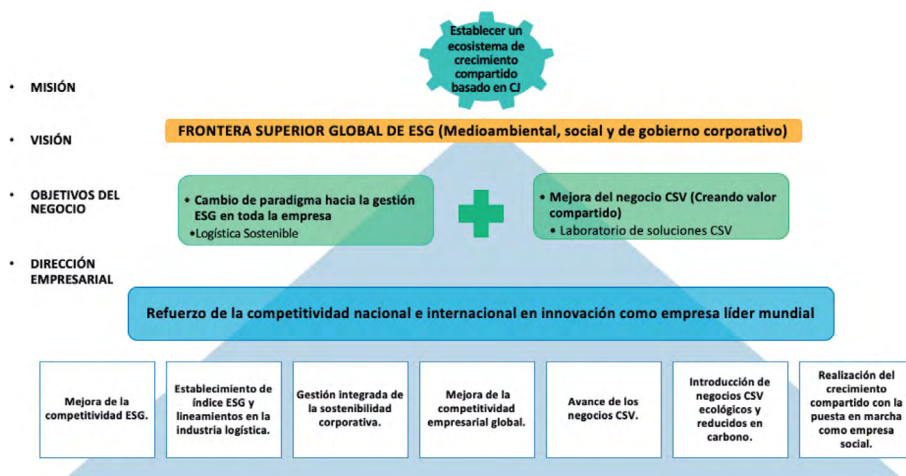 Establecer un
ecosistema de
crecimiento
compartido
basado en CJ
• MISIÓN
FRONTERA SUPERIOR GLOBAL DE ESG (Medioambiental, social y de gobierno corporativo)
• VISIÓN
• OBJETIVOS DEL
NEGOCIO
• Cambio de paradigma hacia la gestión
ESG en toda la empresa
•Logística Sostenible
• Mejora del negocio CSV (Creando valor
compartido)
• Laboratorio de soluciones CSV
• DIRECCIÓN
EMPRESARIAL
Refuerzo de la competitividad nacional e internacional en innovación como empresa líder mundial
Mejora de la
competitividad ESG.
Establecimiento de
índice ESG y
lineamientos en la
industria logística.
Gestión integrada de
la sostenibilidad
corporativa.
Mejora de la
competitividad
empresarial global.
Avance de los
negocios CSV.
Introducción de
negocios CSV
ecológicos y
reducidos en
carbono.
Realización del
crecimiento
compartido con la
puesta en marcha
como empresa
social.